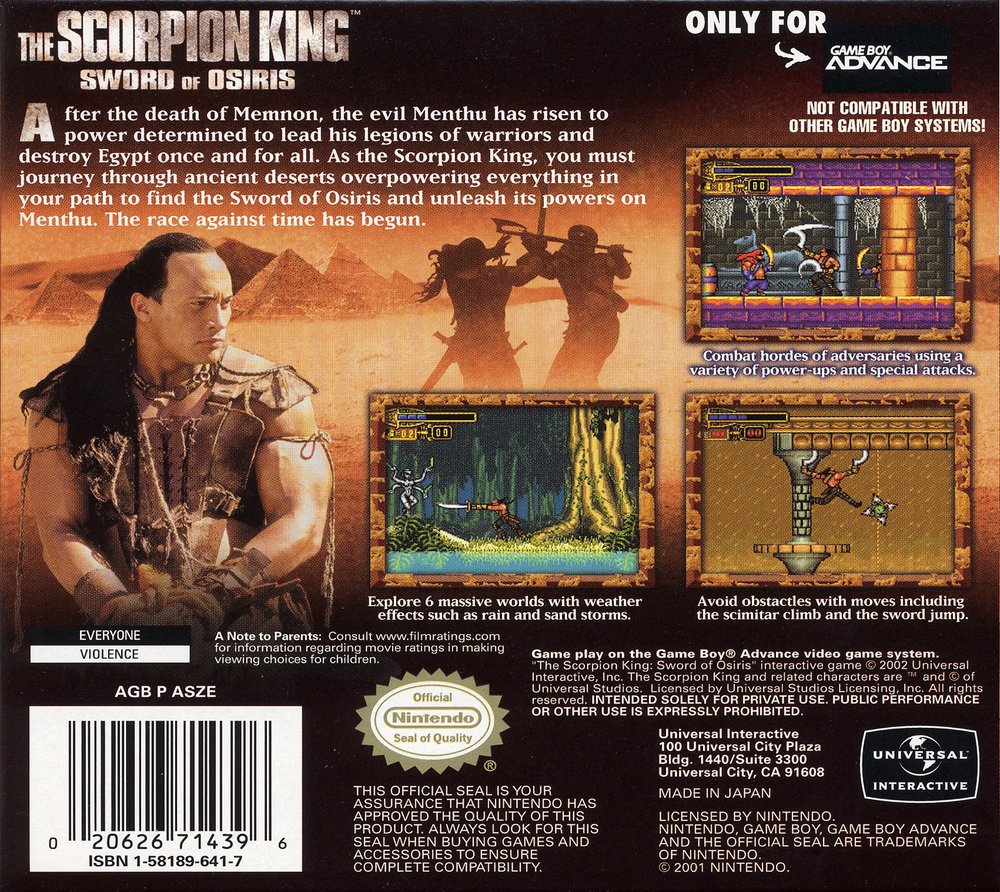 THE SCORPION KING™
SWORD OF OSIRIS
ONLY FOR
GAME BOY ADVANCE
NOT COMPATIBLE WITH
OTHER GAME BOY SYSTEMS!
After the death of Memnon, the evil Menthu has risen to
power determined to lead his legions of warriors and
destroy Egypt once and for all. As the Scorpion King, you must
journey through ancient deserts overpowering everything in
your path to find the Sword of Osiris and unleash its powers on
Menthu. The race against time has begun.
Combat hordes of adversaries using a
variety of power-ups and special attacks.
Explore 6 massive worlds with weather
effects such as rain and sand storms.
Avoid obstacles with moves including
the scimitar climb and the sword jump.
EVERYONE
VIOLENCE
A Note to Parents: Consult www.filmratings.com
for information regarding movie ratings in making
viewing choices for children.
AGB P ASZE
0 20626 71439 6
ISBN 1-58189-641-7
Official
Nintendo
Seal of Quality
®
THIS OFFICIAL SEAL IS YOUR
ASSURANCE THAT NINTENDO HAS
APPROVED THE QUALITY OF THIS
PRODUCT. ALWAYS LOOK FOR THIS
SEAL WHEN BUYING GAMES AND
ACCESSORIES TO ENSURE
COMPLETE COMPATIBILITY.
Game play on the Game Boy® Advance video game system.
"The Scorpion King: Sword of Osiris" interactive game © 2002 Universal
Interactive, Inc. The Scorpion King and related characters are ™ and © of
Universal Studios. Licensed by Universal Studios Licensing, Inc. All rights
reserved. INTENDED SOLELY FOR PRIVATE USE. PUBLIC PERFORMANCE
OR OTHER USE IS EXPRESSLY PROHIBITED.
Universal Interactive
100 Universal City Plaza
Bldg. 1440/Suite 3300
Universal City, CA 91608
MADE IN JAPAN
UNIVERSAL
INTERACTIVE
LICENSED BY NINTENDO.
NINTENDO, GAME BOY, GAME BOY ADVANCE
AND THE OFFICIAL SEAL ARE TRADEMARKS
OF NINTENDO.
© 2001 NINTENDO.